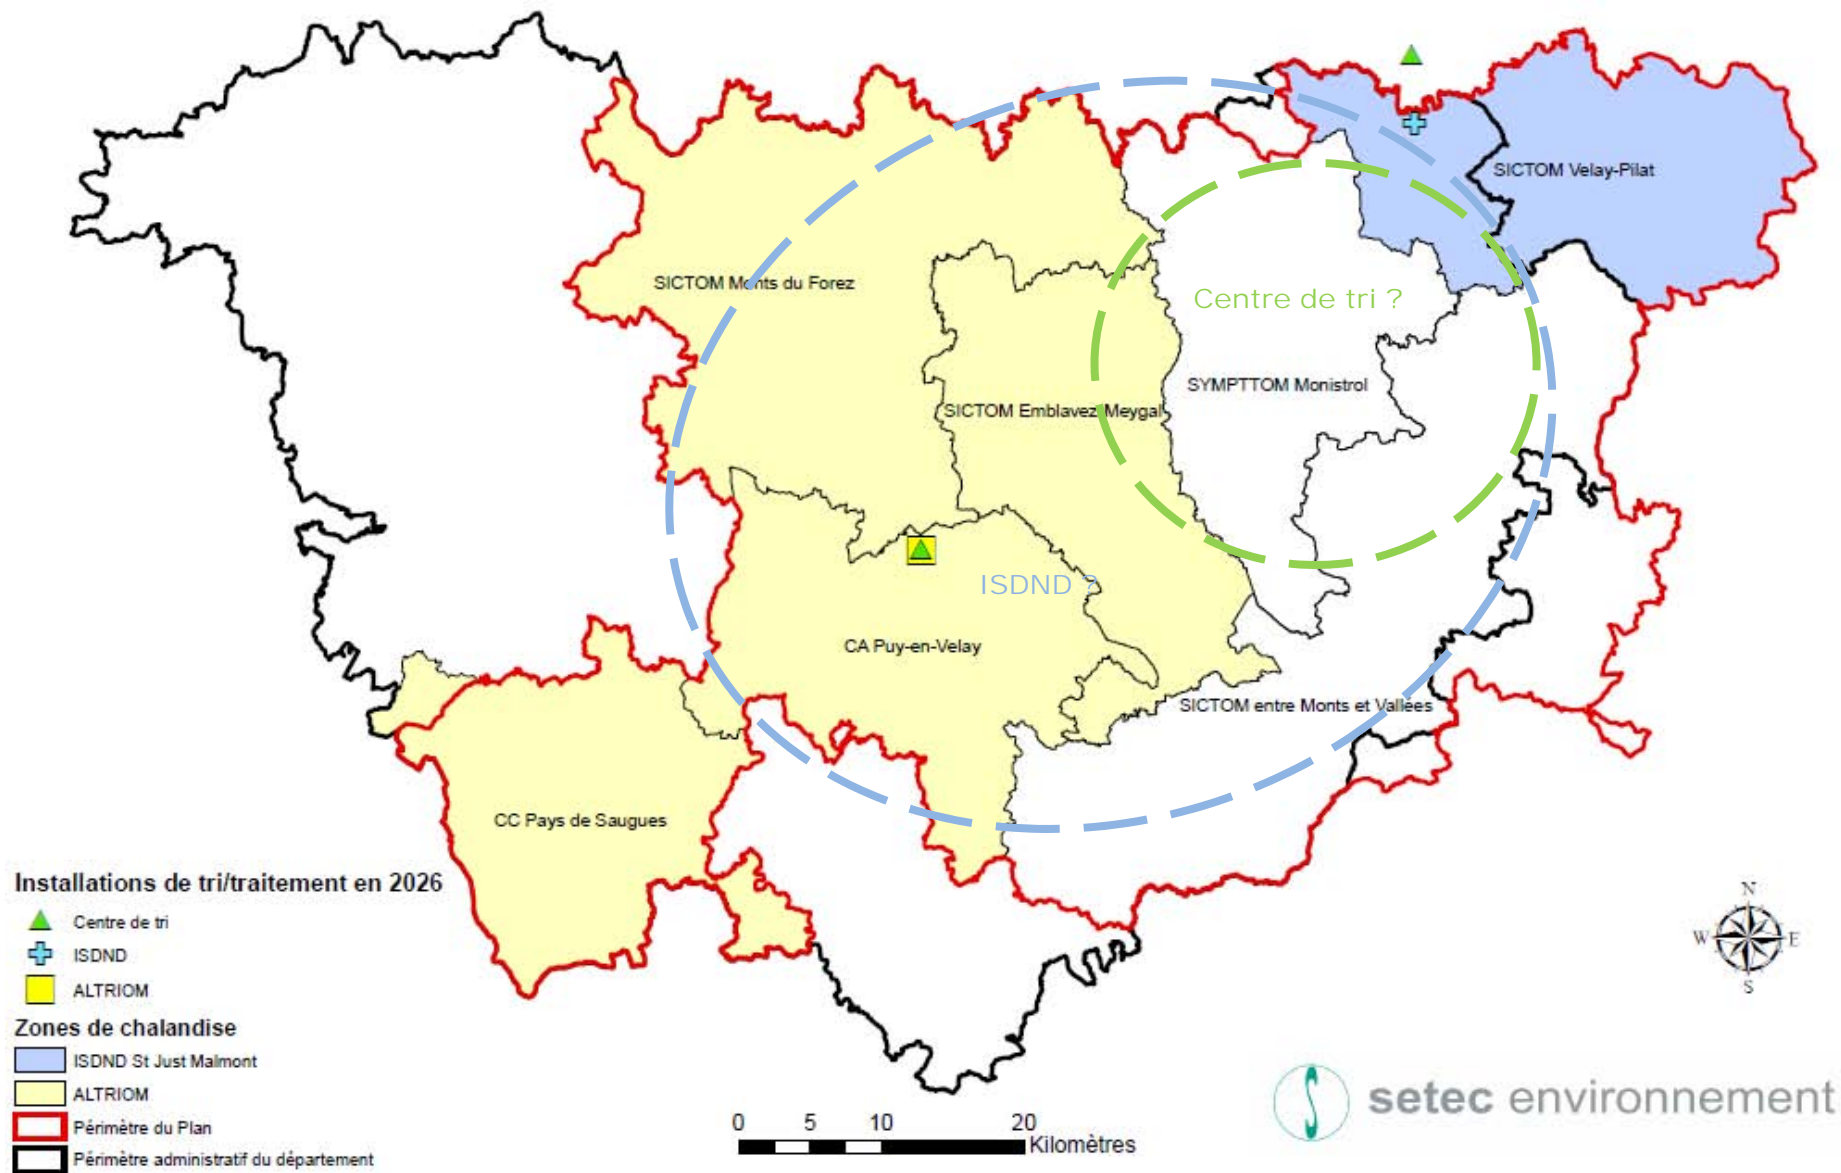 SICTOM Velay-Pilat
SICTOM Monts du Forez
Centre de tri ?
SYMPTTOM Monistrol
SICTOM Emblavez Meygal
ISDND ?
CA Puy-en-Velay
SICTOM entre Monts et Vallées
CC Pays de Saugues
Installations de tri/traitement en 2026
Centre de tri
ISDND
ALTRIOM
Zones de chalandise
ISDND St Just Malmont
ALTRIOM
Périmètre du Plan
Périmètre administratif du département
0 5 10 20
Kilomètres
N
W E
S
setec environnement